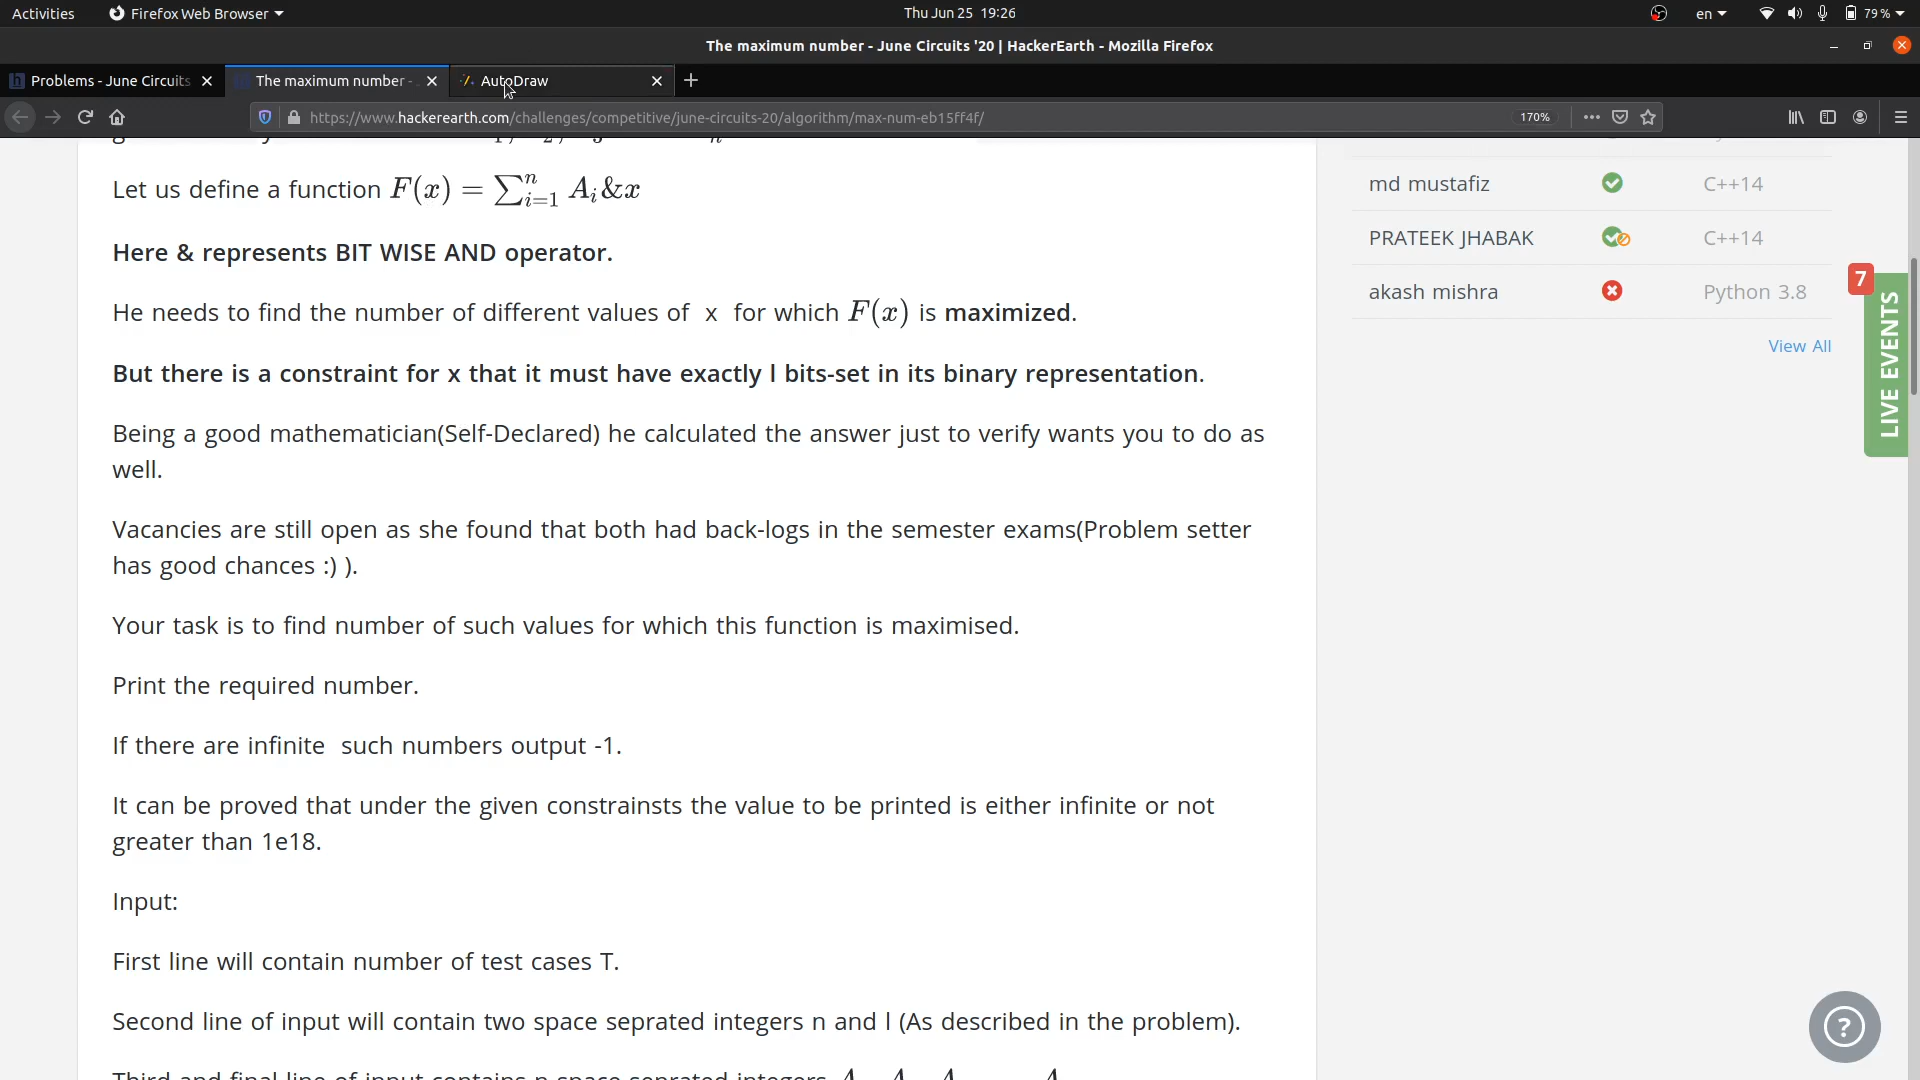 Activities
Firefox Web Browser
Thu Jun 25 19:26
en
79 %
The maximum number - June Circuits '20 | HackerEarth - Mozilla Firefox
Problems - June Circuits
The maximum number -
AutoDraw
https://www.hackerearth.com/challenges/competitive/june-circuits-20/algorithm/max-num-eb15ff4f/
170%
Let us define a function F(x) = ∑ⁿᵢ₌₁ Aᵢ&x
Here & represents BIT WISE AND operator.
He needs to find the number of different values of x for which F(x) is maximized.
But there is a constraint for x that it must have exactly l bits-set in its binary representation.
Being a good mathematician(Self-Declared) he calculated the answer just to verify wants you to do as
well.
Vacancies are still open as she found that both had back-logs in the semester exams(Problem setter
has good chances :) ).
Your task is to find number of such values for which this function is maximised.
Print the required number.
If there are infinite such numbers output -1.
It can be proved that under the given constrainsts the value to be printed is either infinite or not
greater than 1e18.
Input:
First line will contain number of test cases T.
Second line of input will contain two space seprated integers n and l (As described in the problem).
Third and final line of input contains n space seprated integers
md mustafiz C++14
PRATEEK JHABAK C++14
akash mishra Python 3.8
View All
7
LIVE EVENTS
?